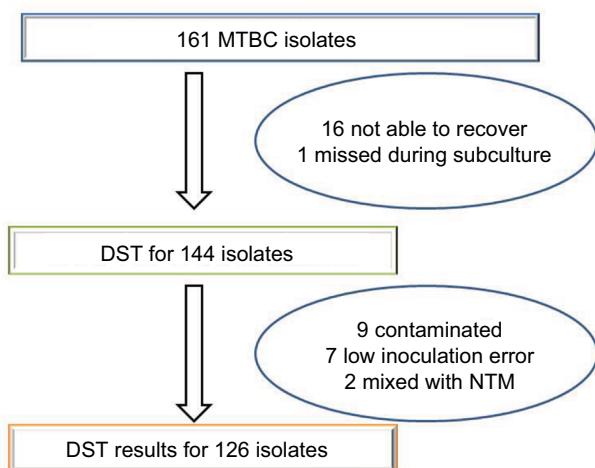 161 MTBC isolates
16 not able to recover
1 missed during subculture
DST for 144 isolates
9 contaminated
7 low inoculation error
2 mixed with NTM
DST results for 126 isolates